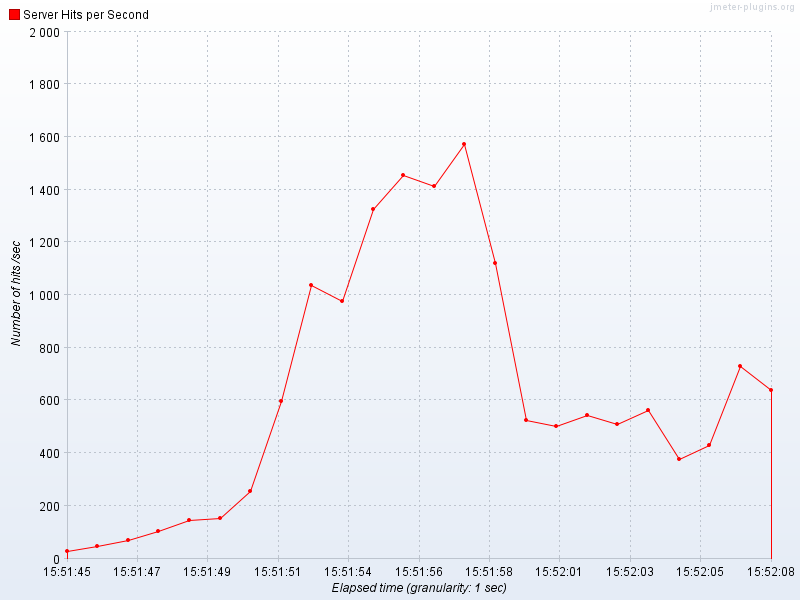 jmeter-plugins.org
Server Hits per Second
2 000
1 800
1 600
1 400
1 200
1 000
800
600
400
200
0
Number of hits /sec
15:51:45 15:51:47 15:51:49 15:51:51 15:51:54 15:51:56 15:51:58 15:52:01 15:52:03 15:52:05 15:52:08
Elapsed time (granularity: 1 sec)